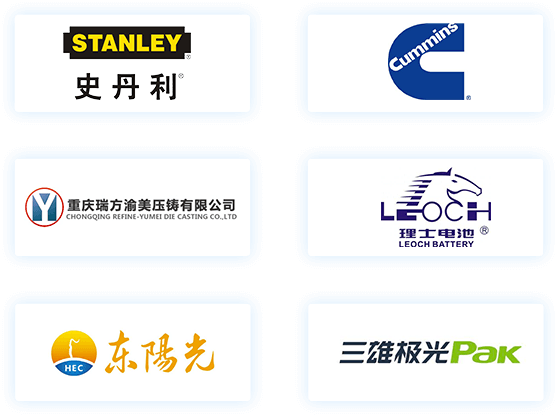 STANLEY
®
史丹利®
Cummins
®
重庆瑞方渝美压铸有限公司
CHONGQING REFINE-YUMEI DIE CASTING CO.,LTD
LEOCH
理士电池®
LEOCH BATTERY
HEC
东陽光
三雄极光Pak